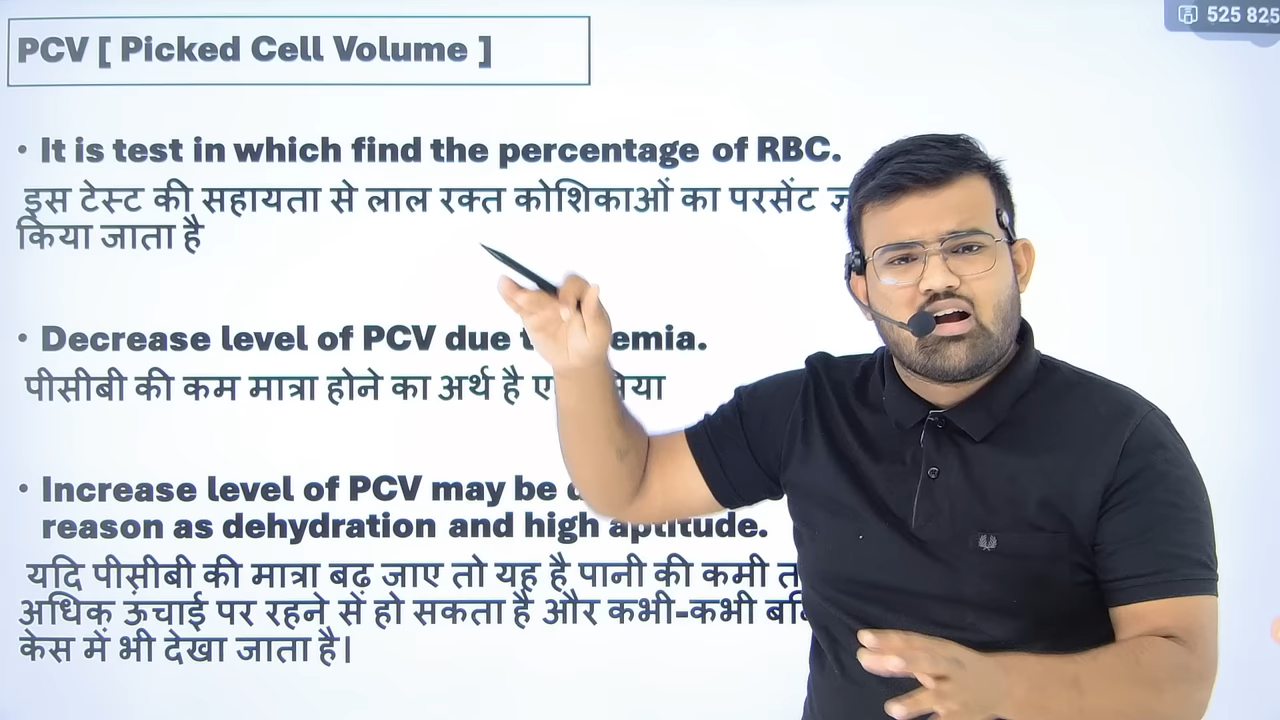 525 825
PCV [ Picked Cell Volume ]
• It is test in which find the percentage of RBC.
इस टेस्ट की सहायता से लाल रक्त कोशिकाओं का परसेंट
किया जाता है
• Decrease level of PCV due
पीसीबी की कम मात्रा होने का अर्थ है
• Increase level of PCV may be
reason as dehydration and high aptitude.
यदि पीसीबी की मात्रा बढ़ जाए तो यह है पानी की कमी
अधिक ऊचाई पर रहने से हो सकता है और कभी-कभी
केस में भी देखा जाता है।